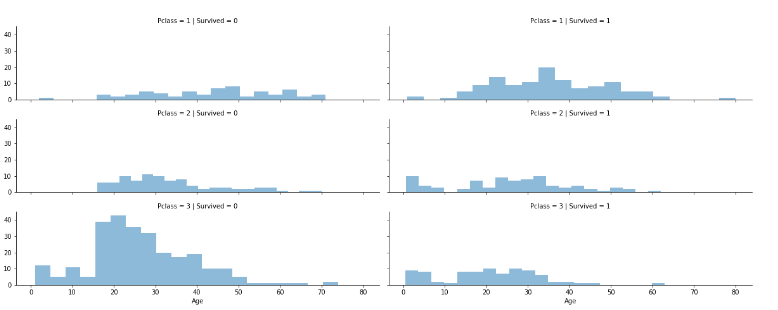 Pclass = 1 | Survived = 0
Pclass = 1 | Survived = 1
40
30
20
10
0
Pclass = 2 | Survived = 0
Pclass = 2 | Survived = 1
40
30
20
10
0
Pclass = 3 | Survived = 0
Pclass = 3 | Survived = 1
40
30
20
10
0
0 10 20 30 40 50 60 70 80
Age
0 10 20 30 40 50 60 70 80
Age